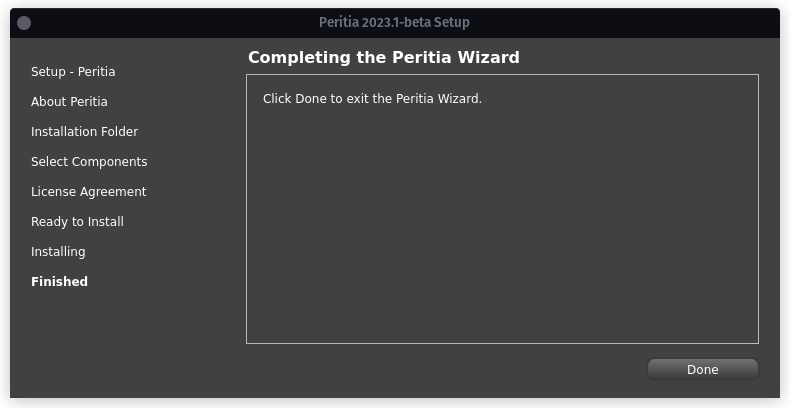 Peritia 2023.1-beta Setup
Setup - Peritia
About Peritia
Installation Folder
Select Components
License Agreement
Ready to Install
Installing
Finished
Completing the Peritia Wizard
Click Done to exit the Peritia Wizard.
Done